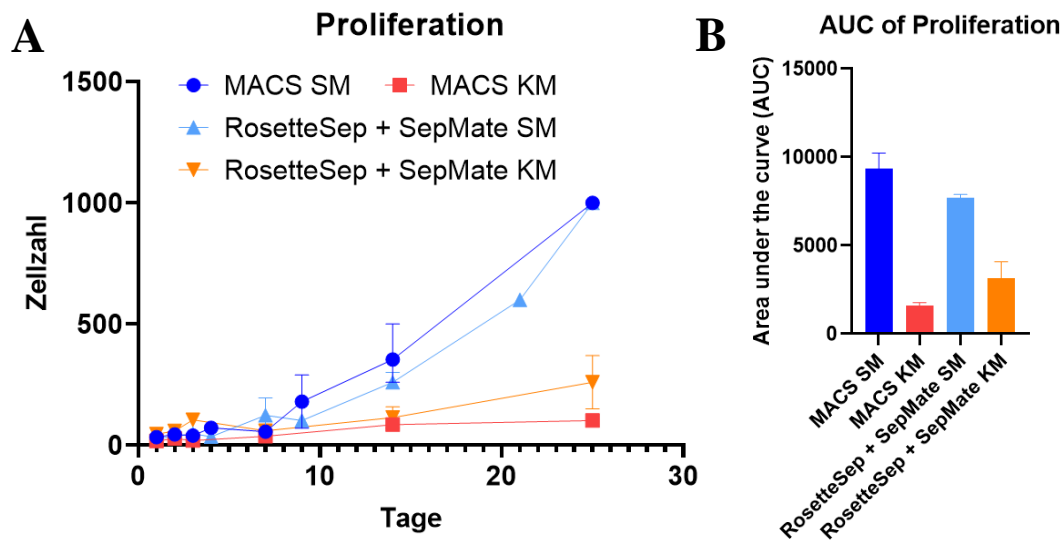 A
Proliferation
1500
1000
500
0
Zellzahl
MACS SM
MACS KM
RosetteSep + SepMate SM
RosetteSep + SepMate KM
0
10
20
30
Tage
B
AUC of Proliferation
15000
10000
5000
0
Area under the curve (AUC)
MACS SM
MACS KM
RosetteSep + SepMate SM
RosetteSep + SepMate KM